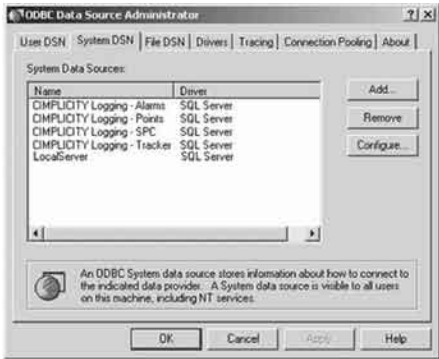 ODBC Data Source Administrator
User DSN System DSN File DSN Drivers Tracing Connection Pooling About
System Data Sources:
Name Driver
CIMPLICITY Logging - Alarms SQL Server
CIMPLICITY Logging - Points SQL Server
CIMPLICITY Logging - SPC SQL Server
CIMPLICITY Logging - Tracker SQL Server
LocalServer SQL Server
Add...
Remove
Configure...
An ODBC System data source stores information about how to connect to
the indicated data provider. A System data source is visible to all users
on this machine, including NT services.
OK Cancel Apply Help